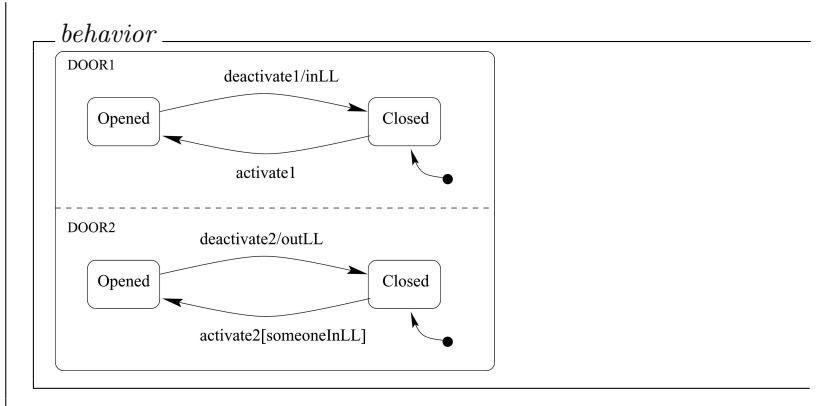 behavior
DOOR1
deactivate1/inLL
Opened
Closed
activate1
DOOR2
deactivate2/outLL
Opened
Closed
activate2[someoneInLL]